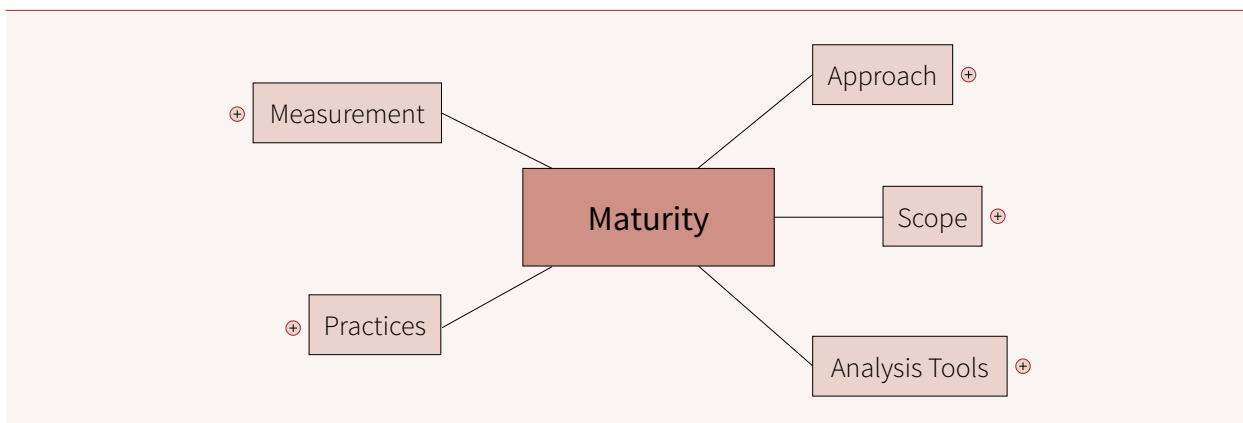 Approach
Measurement
Maturity
Scope
Practices
Analysis Tools